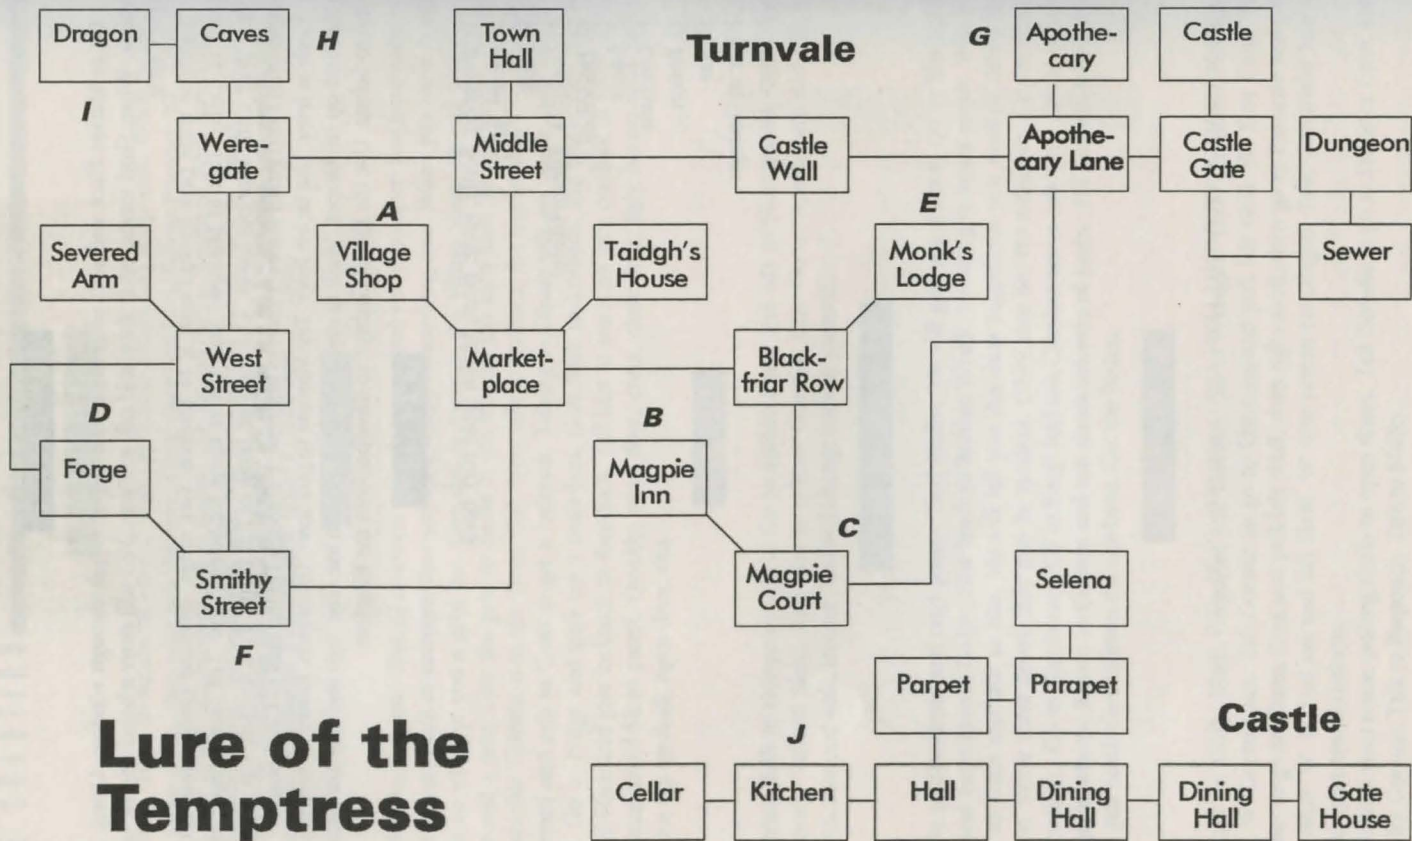 Dragon
Caves
H
Town
Hall
Turnvale
G
Apothe-
cary
Castle
I
Were-
gate
Middle
Street
Castle
Wall
Apothe-
cary Lane
Castle
Gate
Dungeon
A
E
Severed
Arm
Village
Shop
Taidgh's
House
Monk's
Lodge
Sewer
West
Street
Market-
place
Black-
friar Row
D
B
Forge
Magpie
Inn
C
Smithy
Street
Magpie
Court
Selena
F
Parpet
Parapet
Castle
J
Lure of the
Temptress
Cellar
Kitchen
Hall
Dining
Hall
Dining
Hall
Gate
House